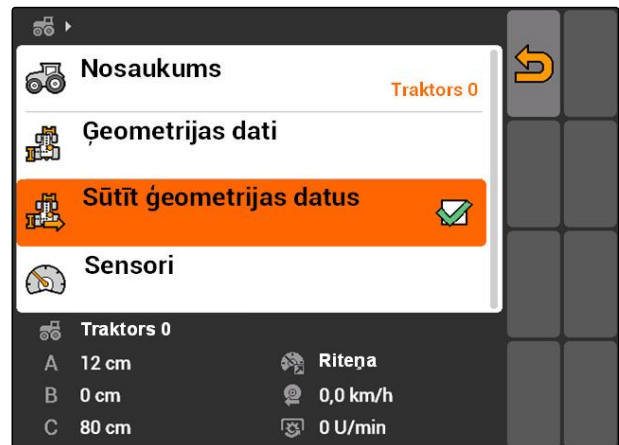 Nosaukums
Traktors 0
Ģeometrijas dati
Sūtīt ģeometrijas datus
Sensori
Traktors 0
A 12 cm Riteņa
B 0 cm 0,0 km/h
C 80 cm 0 U/min